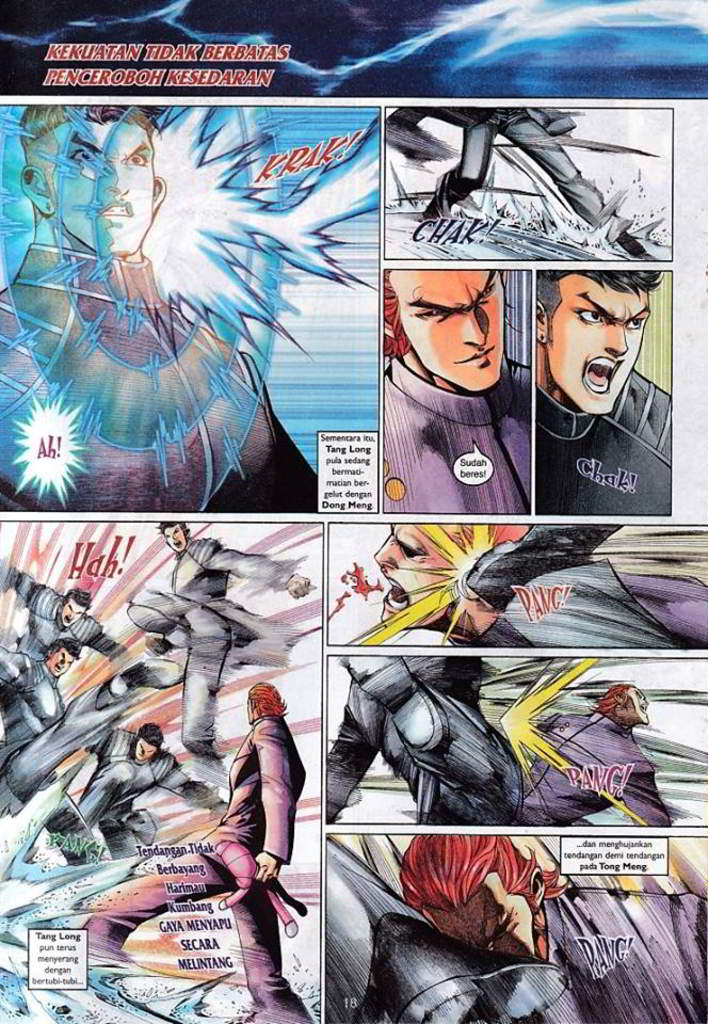 KEKUATAN TIDAK BERBATAS
PENCEROBOH KESEDARAN
KRAK!
Ah!
Sementara itu,
Tang Long
pula sedang
bermati-
matian ber-
gelut dengan
Dong Meng.
CHAK!
Sudah
beres!
Chak!
Hah!
PANG!
Tendangan Tidak
Berbayang
Harimau
Kumbang
GAYA MENYAPU
SECARA
MELINTANG
Tang Long
pun terus
menyerang
dengan
bertubi-tubi...
PANG!
PANG!
...dan menghujankan
tendangan demi tendangan
pada Tong Meng.
PANG!
18